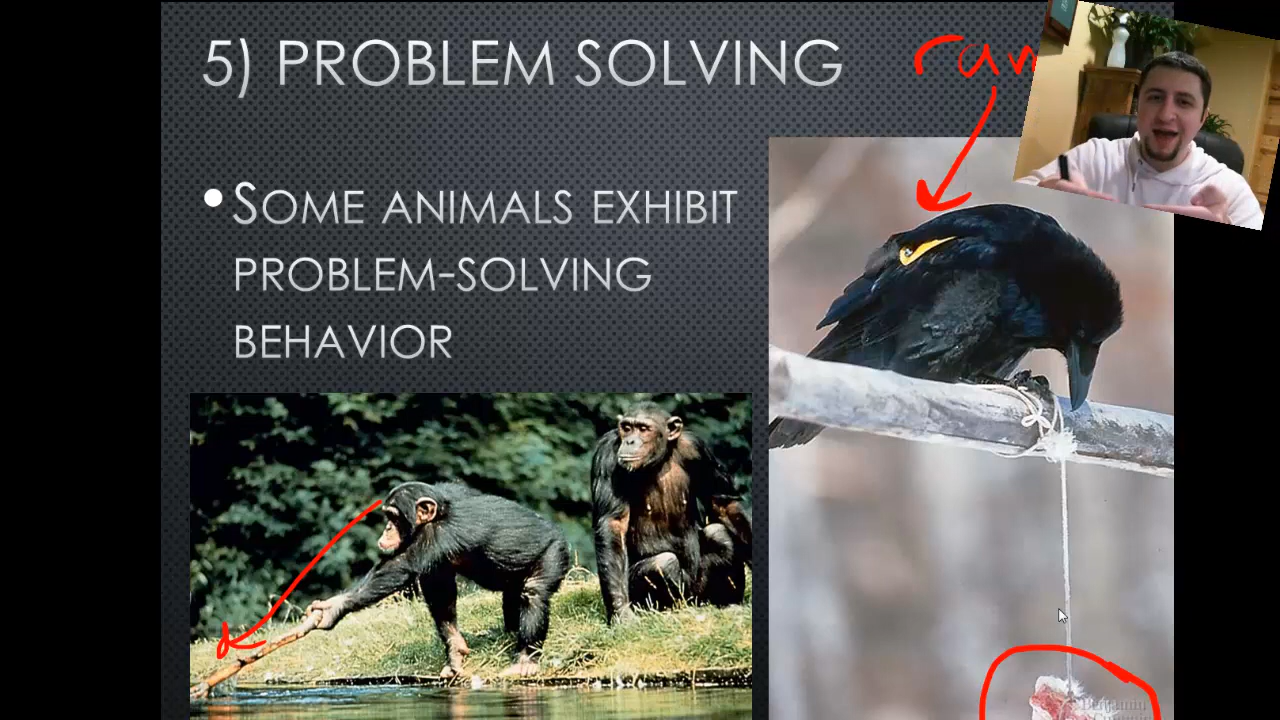 5) PROBLEM SOLVING
• SOME ANIMALS EXHIBIT
PROBLEM-SOLVING
BEHAVIOR